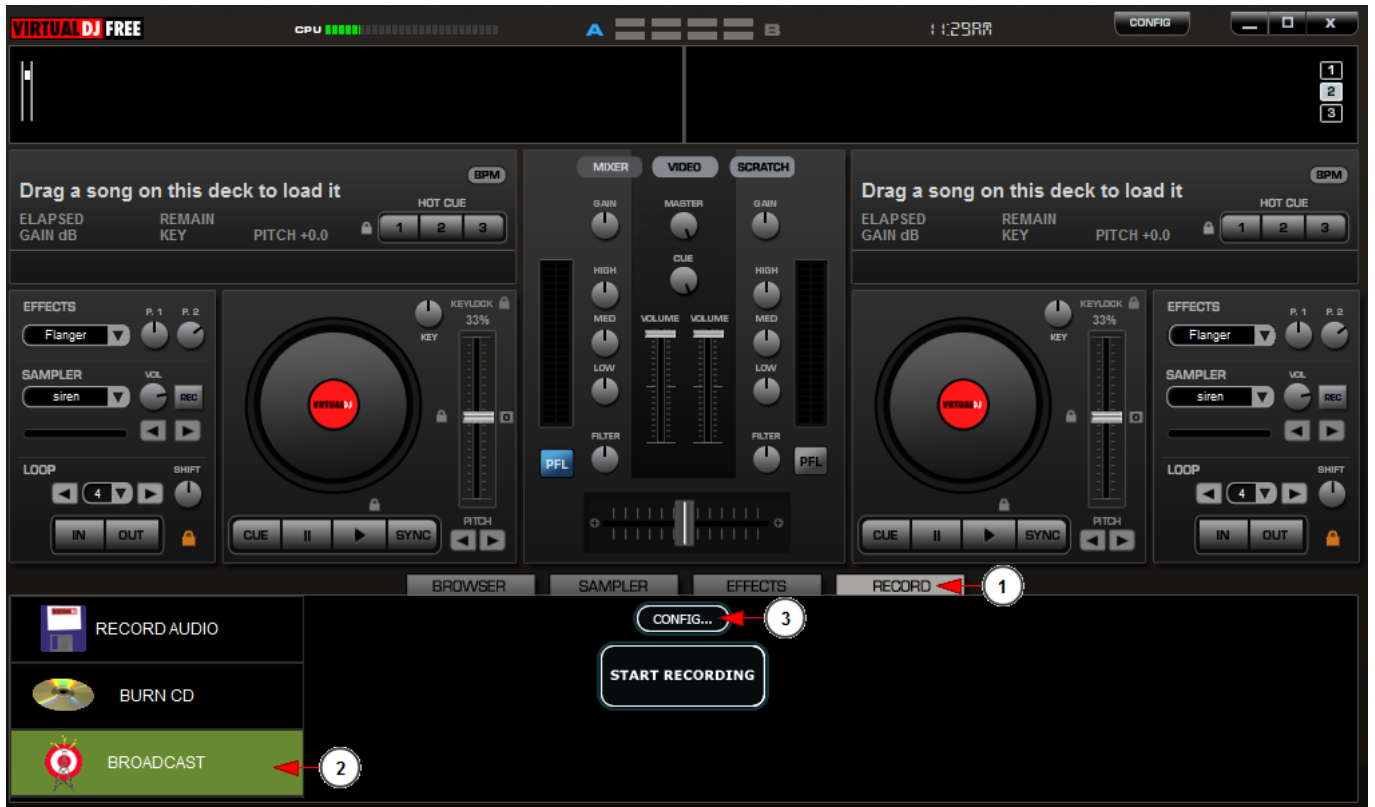 VIRTUAL DJ FREE
CPU
A
B
11:29AM
CONFIG
X
1
2
3
Drag a song on this deck to load it
BPM
ELAPSED
REMAIN
HOT CUE
GAIN dB
KEY
PITCH +0.0
1 2 3
MIXER
VIDEO
SCRATCH
GAIN
MASTER
GAIN
CUE
HIGH
HIGH
MED
VOLUME VOLUME
MED
LOW
LOW
FILTER
FILTER
PFL
PFL
Drag a song on this deck to load it
BPM
ELAPSED
REMAIN
HOT CUE
GAIN dB
KEY
PITCH +0.0
1 2 3
EFFECTS
P. 1 P. 2
Flanger
SAMPLER
VOL
siren
REC
LOOP
SHIFT
4
IN OUT
KEYLOCK
33%
KEY
VIRTUAL DJ
CUE
SYNC
PITCH
KEYLOCK
33%
KEY
VIRTUAL DJ
CUE
SYNC
PITCH
EFFECTS
P. 1 P. 2
Flanger
SAMPLER
VOL
siren
REC
LOOP
SHIFT
4
IN OUT
BROWSER
SAMPLER
EFFECTS
RECORD
1
RECORD AUDIO
BURN CD
BROADCAST
2
CONFIG...
3
START RECORDING